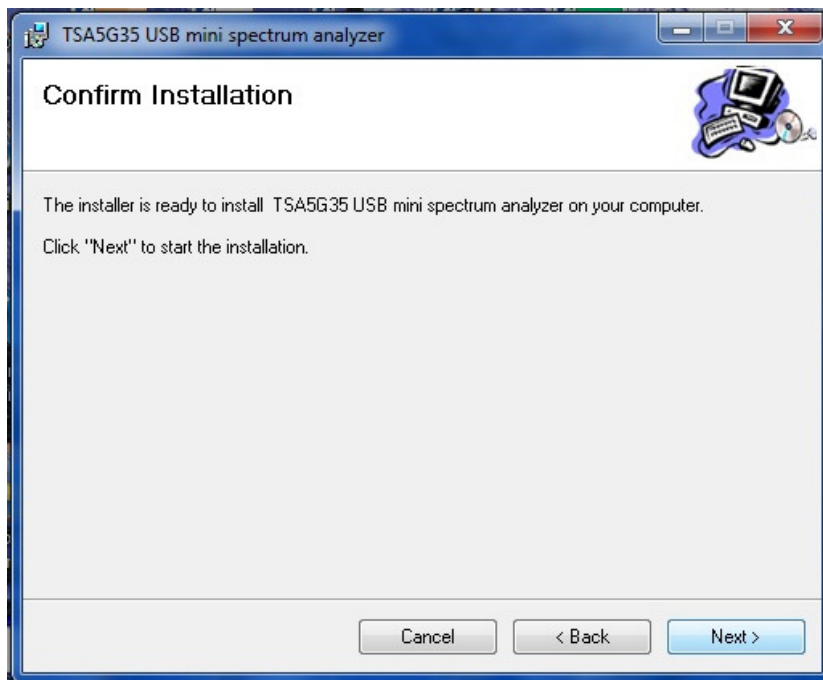 TSA5G35 USB mini spectrum analyzer
Confirm Installation
The installer is ready to install  TSA5G35 USB mini spectrum analyzer on your computer.
Click "Next" to start the installation.
Cancel
< Back
Next >